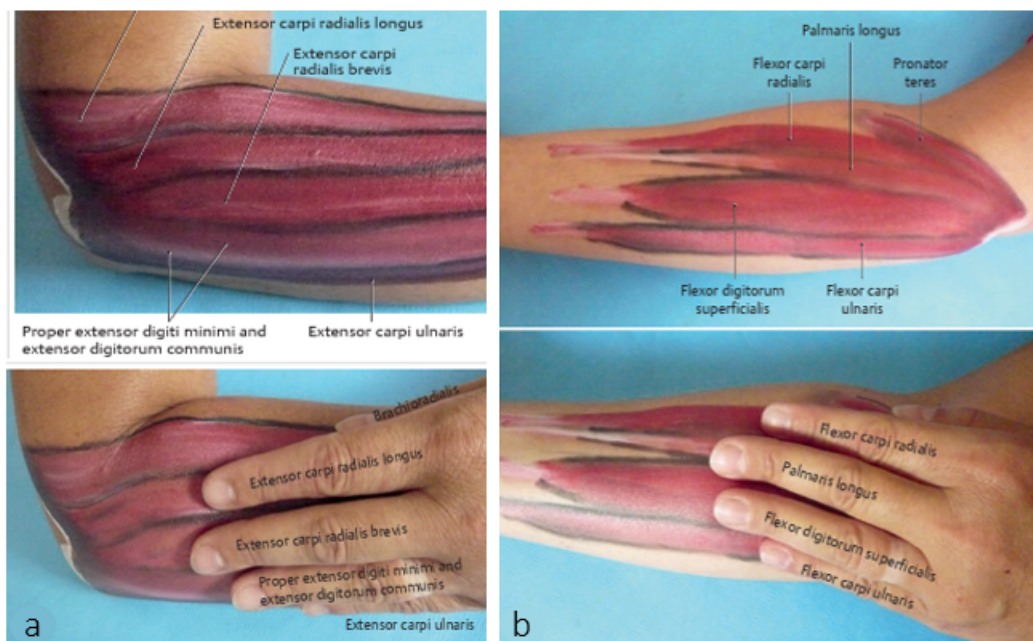 Extensor carpi radialis longus
Extensor carpi
radialis brevis
Proper extensor digiti minimi and
extensor digitorum communis
Extensor carpi ulnaris
Palmaris longus
Flexor carpi
radialis
Pronator
teres
Flexor digitorum
superficialis
Flexor carpi
ulnaris
Brachioradialis
Extensor carpi radialis longus
Extensor carpi radialis brevis
Proper extensor digiti minimi and
extensor digitorum communis
Extensor carpi ulnaris
a
Flexor carpi radialis
Palmaris longus
Flexor digitorum superficialis
Flexor carpi ulnaris
b